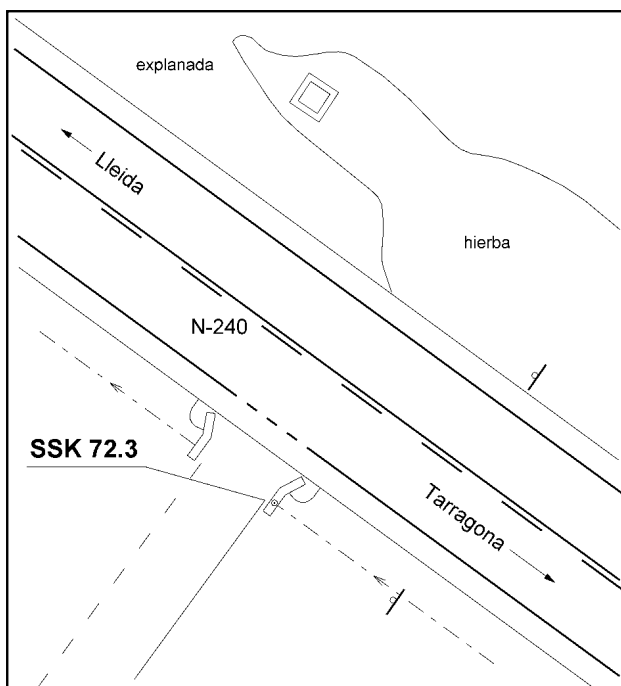 explanada
Lleida
hierba
N-240
SSK 72.3
Tarragona